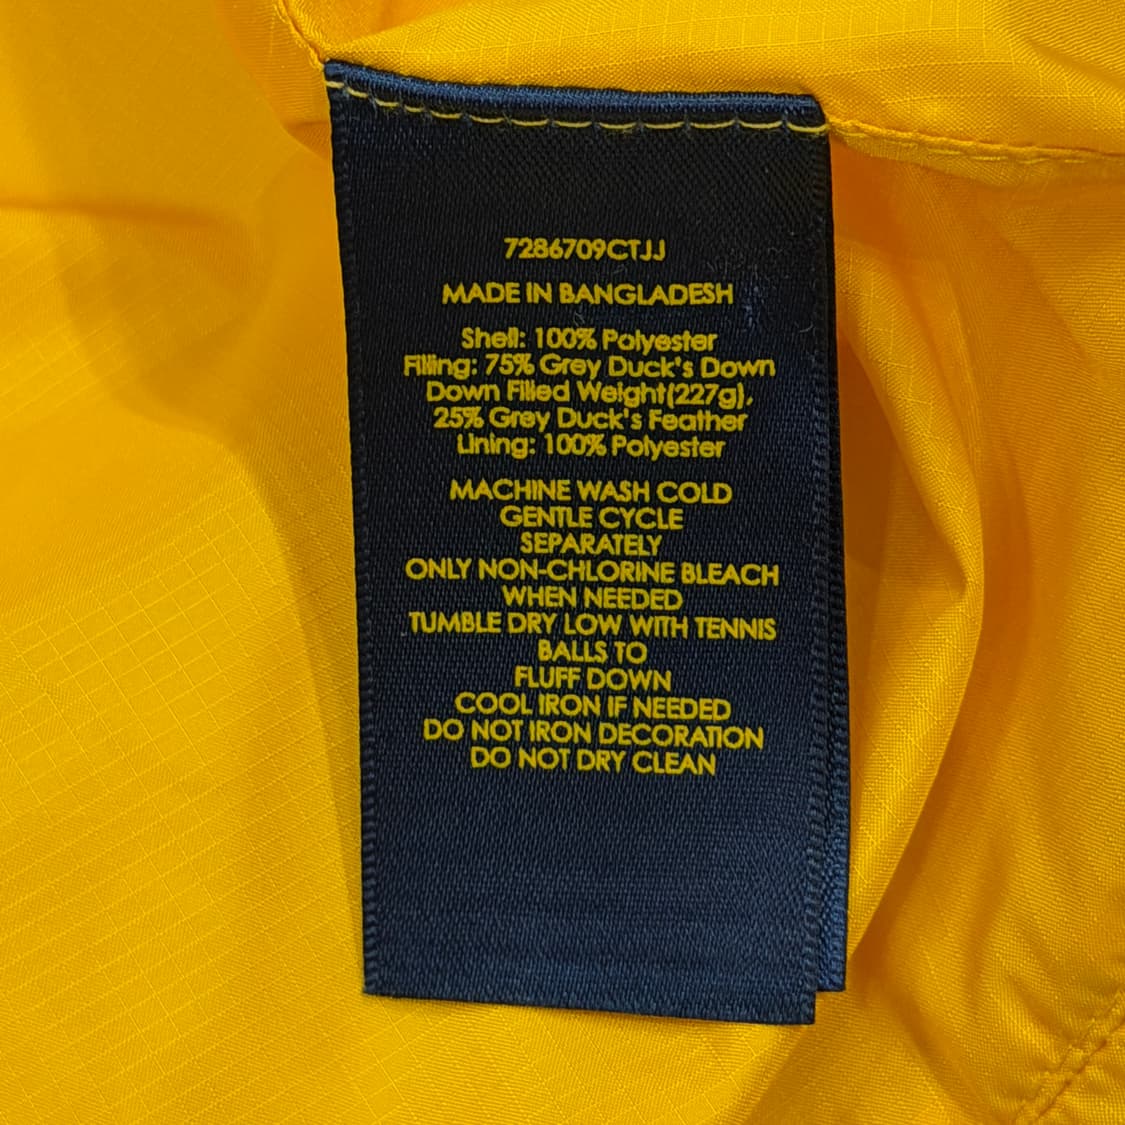 7286709CTJJ
MADE IN BANGLADESH
Shell: 100% Polyester
Filling: 75% Grey Duck's Down
Down Filled Weight(227g),
25% Grey Duck's Feather
Lining: 100% Polyester
MACHINE WASH COLD
GENTLE CYCLE
SEPARATELY
ONLY NON-CHLORINE BLEACH
WHEN NEEDED
TUMBLE DRY LOW WITH TENNIS
BALLS TO
FLUFF DOWN
COOL IRON IF NEEDED
DO NOT IRON DECORATION
DO NOT DRY CLEAN